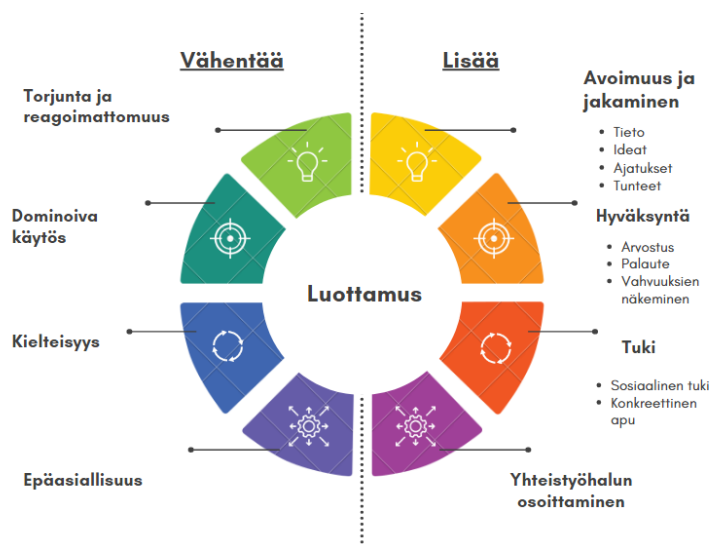 Vähentää
Lisää
Torjunta ja
reagoimattomuus
Dominoiva
käytös
Kielteisyys
Epäasiallisuus
Luottamus
Avoimuus ja
jakaminen
• Tieto
• Ideat
• Ajatukset
• Tunteet
Hyväksyntä
• Arvostus
• Palaute
• Vahvuuksien
näkeminen
Tuki
• Sosiaalinen tuki
• Konkreettinen
apu
Yhteistyöhalun
osoittaminen